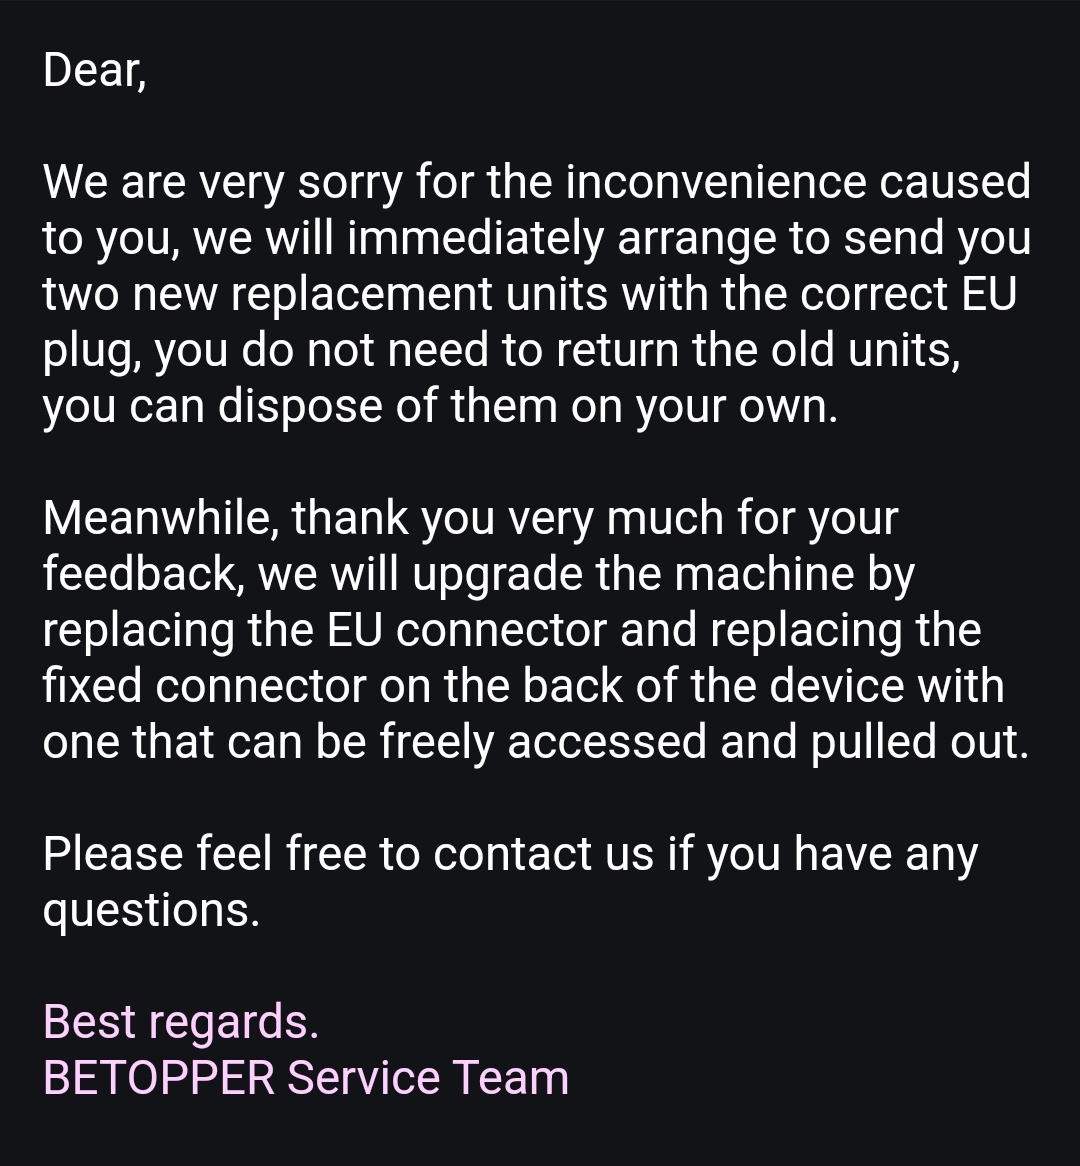 Dear,
We are very sorry for the inconvenience caused
to you, we will immediately arrange to send you
two new replacement units with the correct EU
plug, you do not need to return the old units,
you can dispose of them on your own.
Meanwhile, thank you very much for your
feedback, we will upgrade the machine by
replacing the EU connector and replacing the
fixed connector on the back of the device with
one that can be freely accessed and pulled out.
Please feel free to contact us if you have any
questions.
Best regards.
BETOPPER Service Team